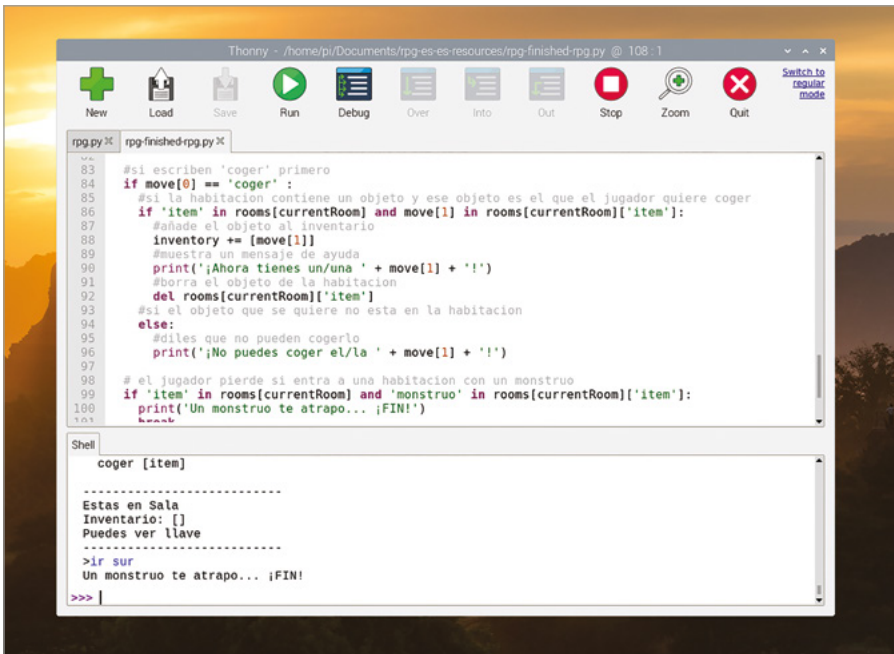 Thonny - /home/pi/Documents/rpg-es-es-resources/rpg-finished-rpg.py @ 108 : 1
New Load Save Run Debug Over Into Out Stop Zoom Quit
Switch to
regular
mode
rpg.py rpg-finished-rpg.py
83 #si escriben 'coger' primero
84 if move[0] == 'coger' :
85 #si la habitacion contiene un objeto y ese objeto es el que el jugador quiere coger
86 if 'item' in rooms[currentRoom] and move[1] in rooms[currentRoom]['item']:
87 #añade el objeto al inventario
88 inventory += [move[1]]
89 #muestra un mensaje de ayuda
90 print('¡Ahora tienes un/una ' + move[1] + '!')
91 #borra el objeto de la habitacion
92 del rooms[currentRoom]['item']
93 #si el objeto que se quiere no esta en la habitacion
94 else:
95 #diles que no pueden cogerlo
96 print('¡No puedes coger el/la ' + move[1] + '!')
97
98 # el jugador pierde si entra a una habitacion con un monstruo
99 if 'item' in rooms[currentRoom] and 'monstruo' in rooms[currentRoom]['item']:
100 print('Un monstruo te atrapo... ¡FIN!')
101 break
Shell
coger [item]
---------------------------
Estas en Sala
Inventario: []
Puedes ver llave
---------------------------
>ir sur
Un monstruo te atrapo... ¡FIN!
>>>